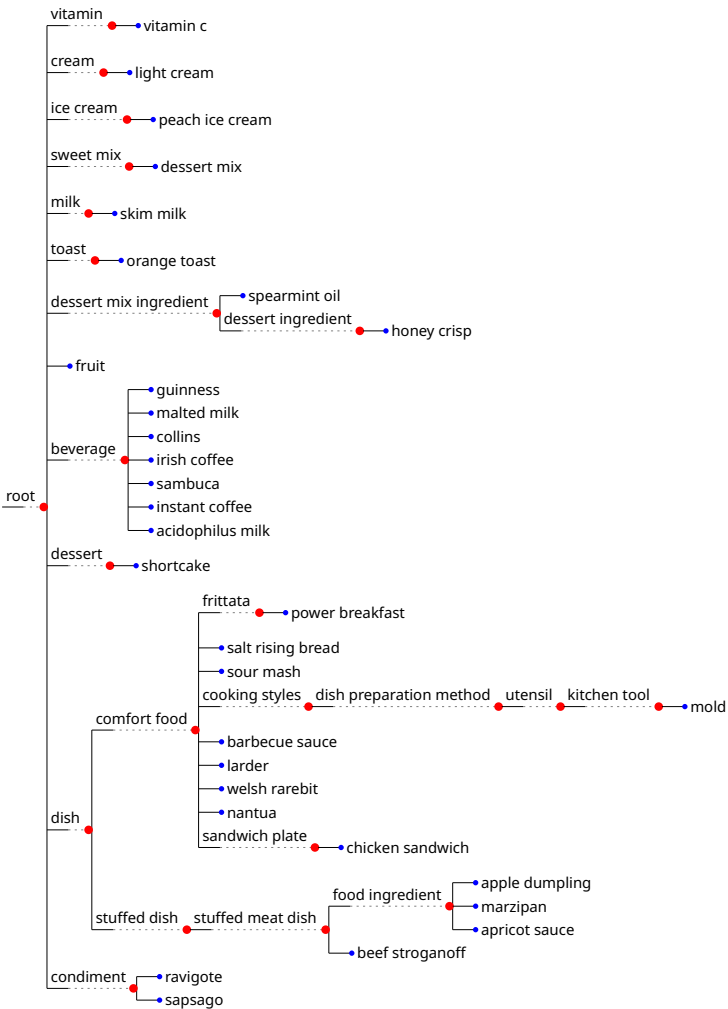 vitamin
vitamin c
cream
light cream
ice cream
peach ice cream
sweet mix
dessert mix
milk
skim milk
toast
orange toast
dessert mix ingredient
spearmint oil
dessert ingredient
honey crisp
fruit
beverage
guinness
malted milk
collins
irish coffee
sambuca
instant coffee
acidophilus milk
root
dessert
shortcake
dish
comfort food
frittata
power breakfast
salt rising bread
sour mash
cooking styles
dish preparation method
utensil
kitchen tool
mold
barbecue sauce
larder
welsh rarebit
nantua
sandwich plate
chicken sandwich
stuffed dish
stuffed meat dish
food ingredient
apple dumpling
marzipan
apricot sauce
beef stroganoff
condiment
ravigote
sapsago